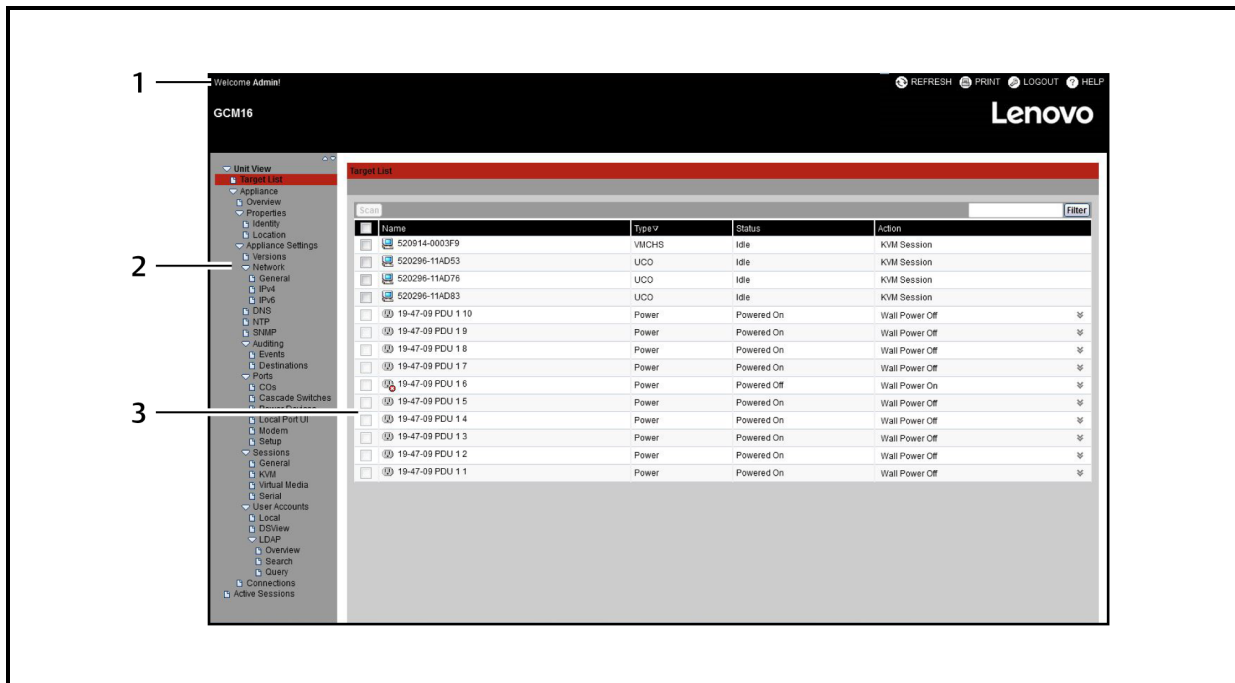 1
Welcome Admin!
REFRESH PRINT LOGOUT HELP
GCM16
Lenovo
Unit View
Target List
Appliance
Overview
Properties
Identity
Location
Appliance Settings
Versions
2
Network
General
IPv4
IPv6
DNS
NTP
SNMP
Auditing
Events
Destinations
Ports
COs
Cascade Switches
Power Devices
3
Local Port UI
Modem
Setup
Sessions
General
KVM
Virtual Media
Serial
User Accounts
Local
DSView
LDAP
Overview
Search
Query
Connections
Active Sessions
Target List
Scan Filter
Name Type Status Action
520914-0003F9 VMCHS Idle KVM Session
520296-11AD53 UCO Idle KVM Session
520296-11AD76 UCO Idle KVM Session
520296-11AD83 UCO Idle KVM Session
19-47-09 PDU 1 10 Power Powered On Wall Power Off
19-47-09 PDU 1 9 Power Powered On Wall Power Off
19-47-09 PDU 1 8 Power Powered On Wall Power Off
19-47-09 PDU 1 7 Power Powered On Wall Power Off
19-47-09 PDU 1 6 Power Powered Off Wall Power On
19-47-09 PDU 1 5 Power Powered On Wall Power Off
19-47-09 PDU 1 4 Power Powered On Wall Power Off
19-47-09 PDU 1 3 Power Powered On Wall Power Off
19-47-09 PDU 1 2 Power Powered On Wall Power Off
19-47-09 PDU 1 1 Power Powered On Wall Power Off